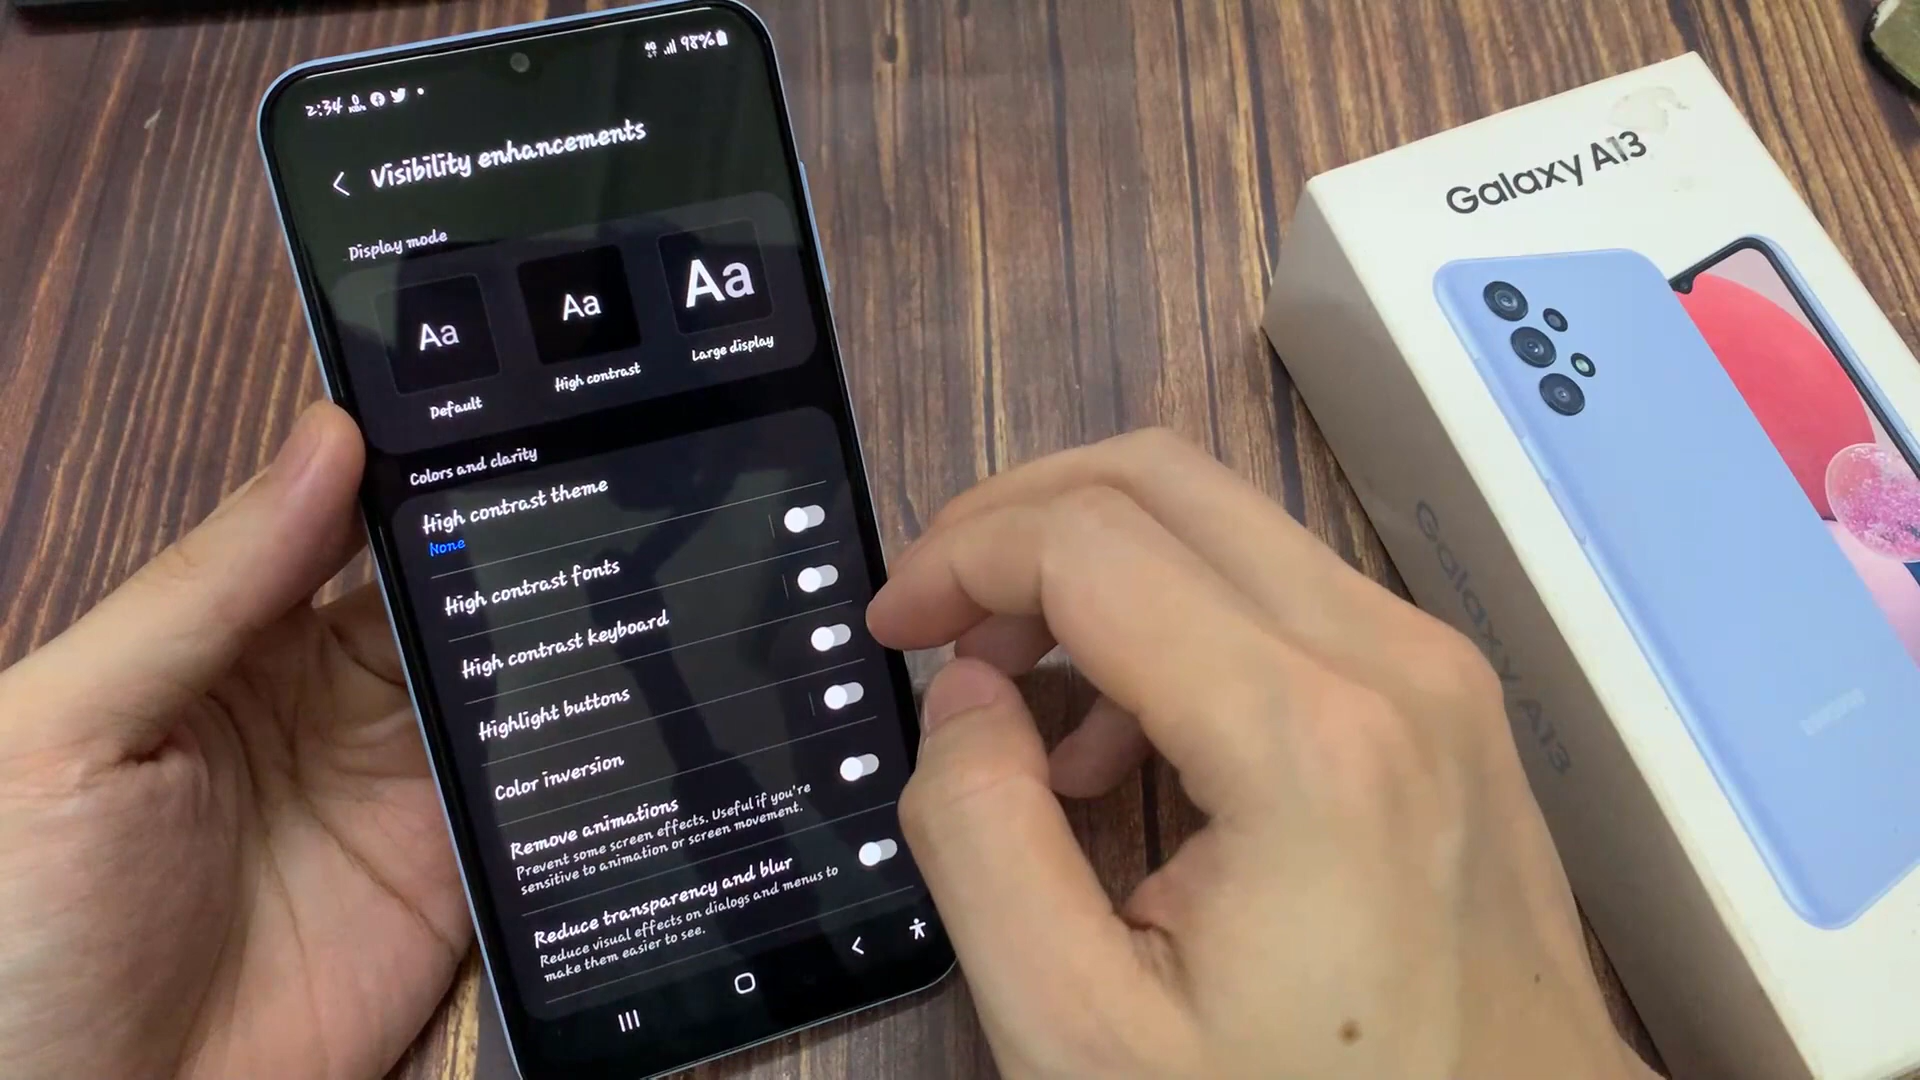 2:34
4G 98%
Visibility enhancements
Display mode
Aa
Aa
Aa
Default
High contrast
Large display
Colors and clarity
High contrast theme
None
High contrast fonts
High contrast keyboard
Highlight buttons
Color inversion
Remove animations
Prevent some screen effects. Useful if you're
sensitive to animation or screen movement.
Reduce transparency and blur
Reduce visual effects on dialogs and menus to
make them easier to see.
Galaxy A13
Galaxy A13
SAMSUNG